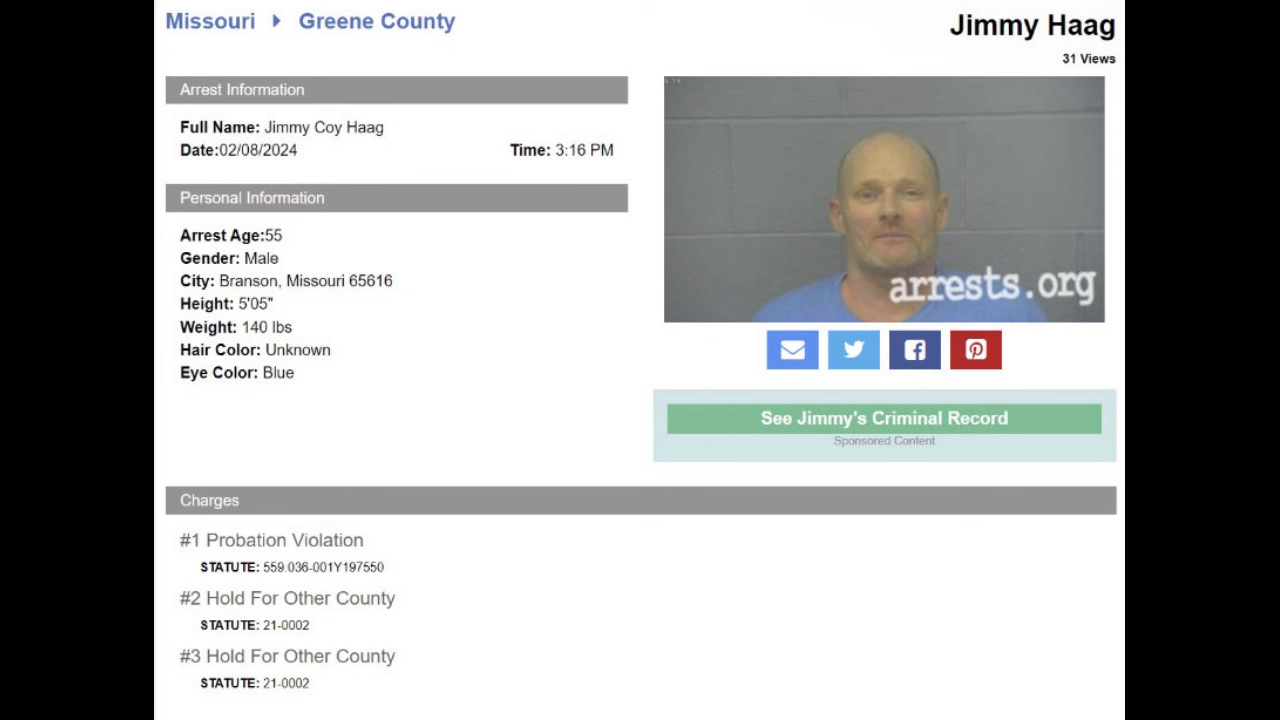 Missouri Greene County
Jimmy Haag
31 Views
Arrest Information
Full Name: Jimmy Coy Haag
Date:02/08/2024 Time: 3:16 PM
Personal Information
Arrest Age:55
Gender: Male
City: Branson, Missouri 65616
Height: 5'05"
Weight: 140 lbs
Hair Color: Unknown
Eye Color: Blue
arrests.org
See Jimmy's Criminal Record
Sponsored Content
Charges
#1 Probation Violation
STATUTE: 559.036-001Y197550
#2 Hold For Other County
STATUTE: 21-0002
#3 Hold For Other County
STATUTE: 21-0002